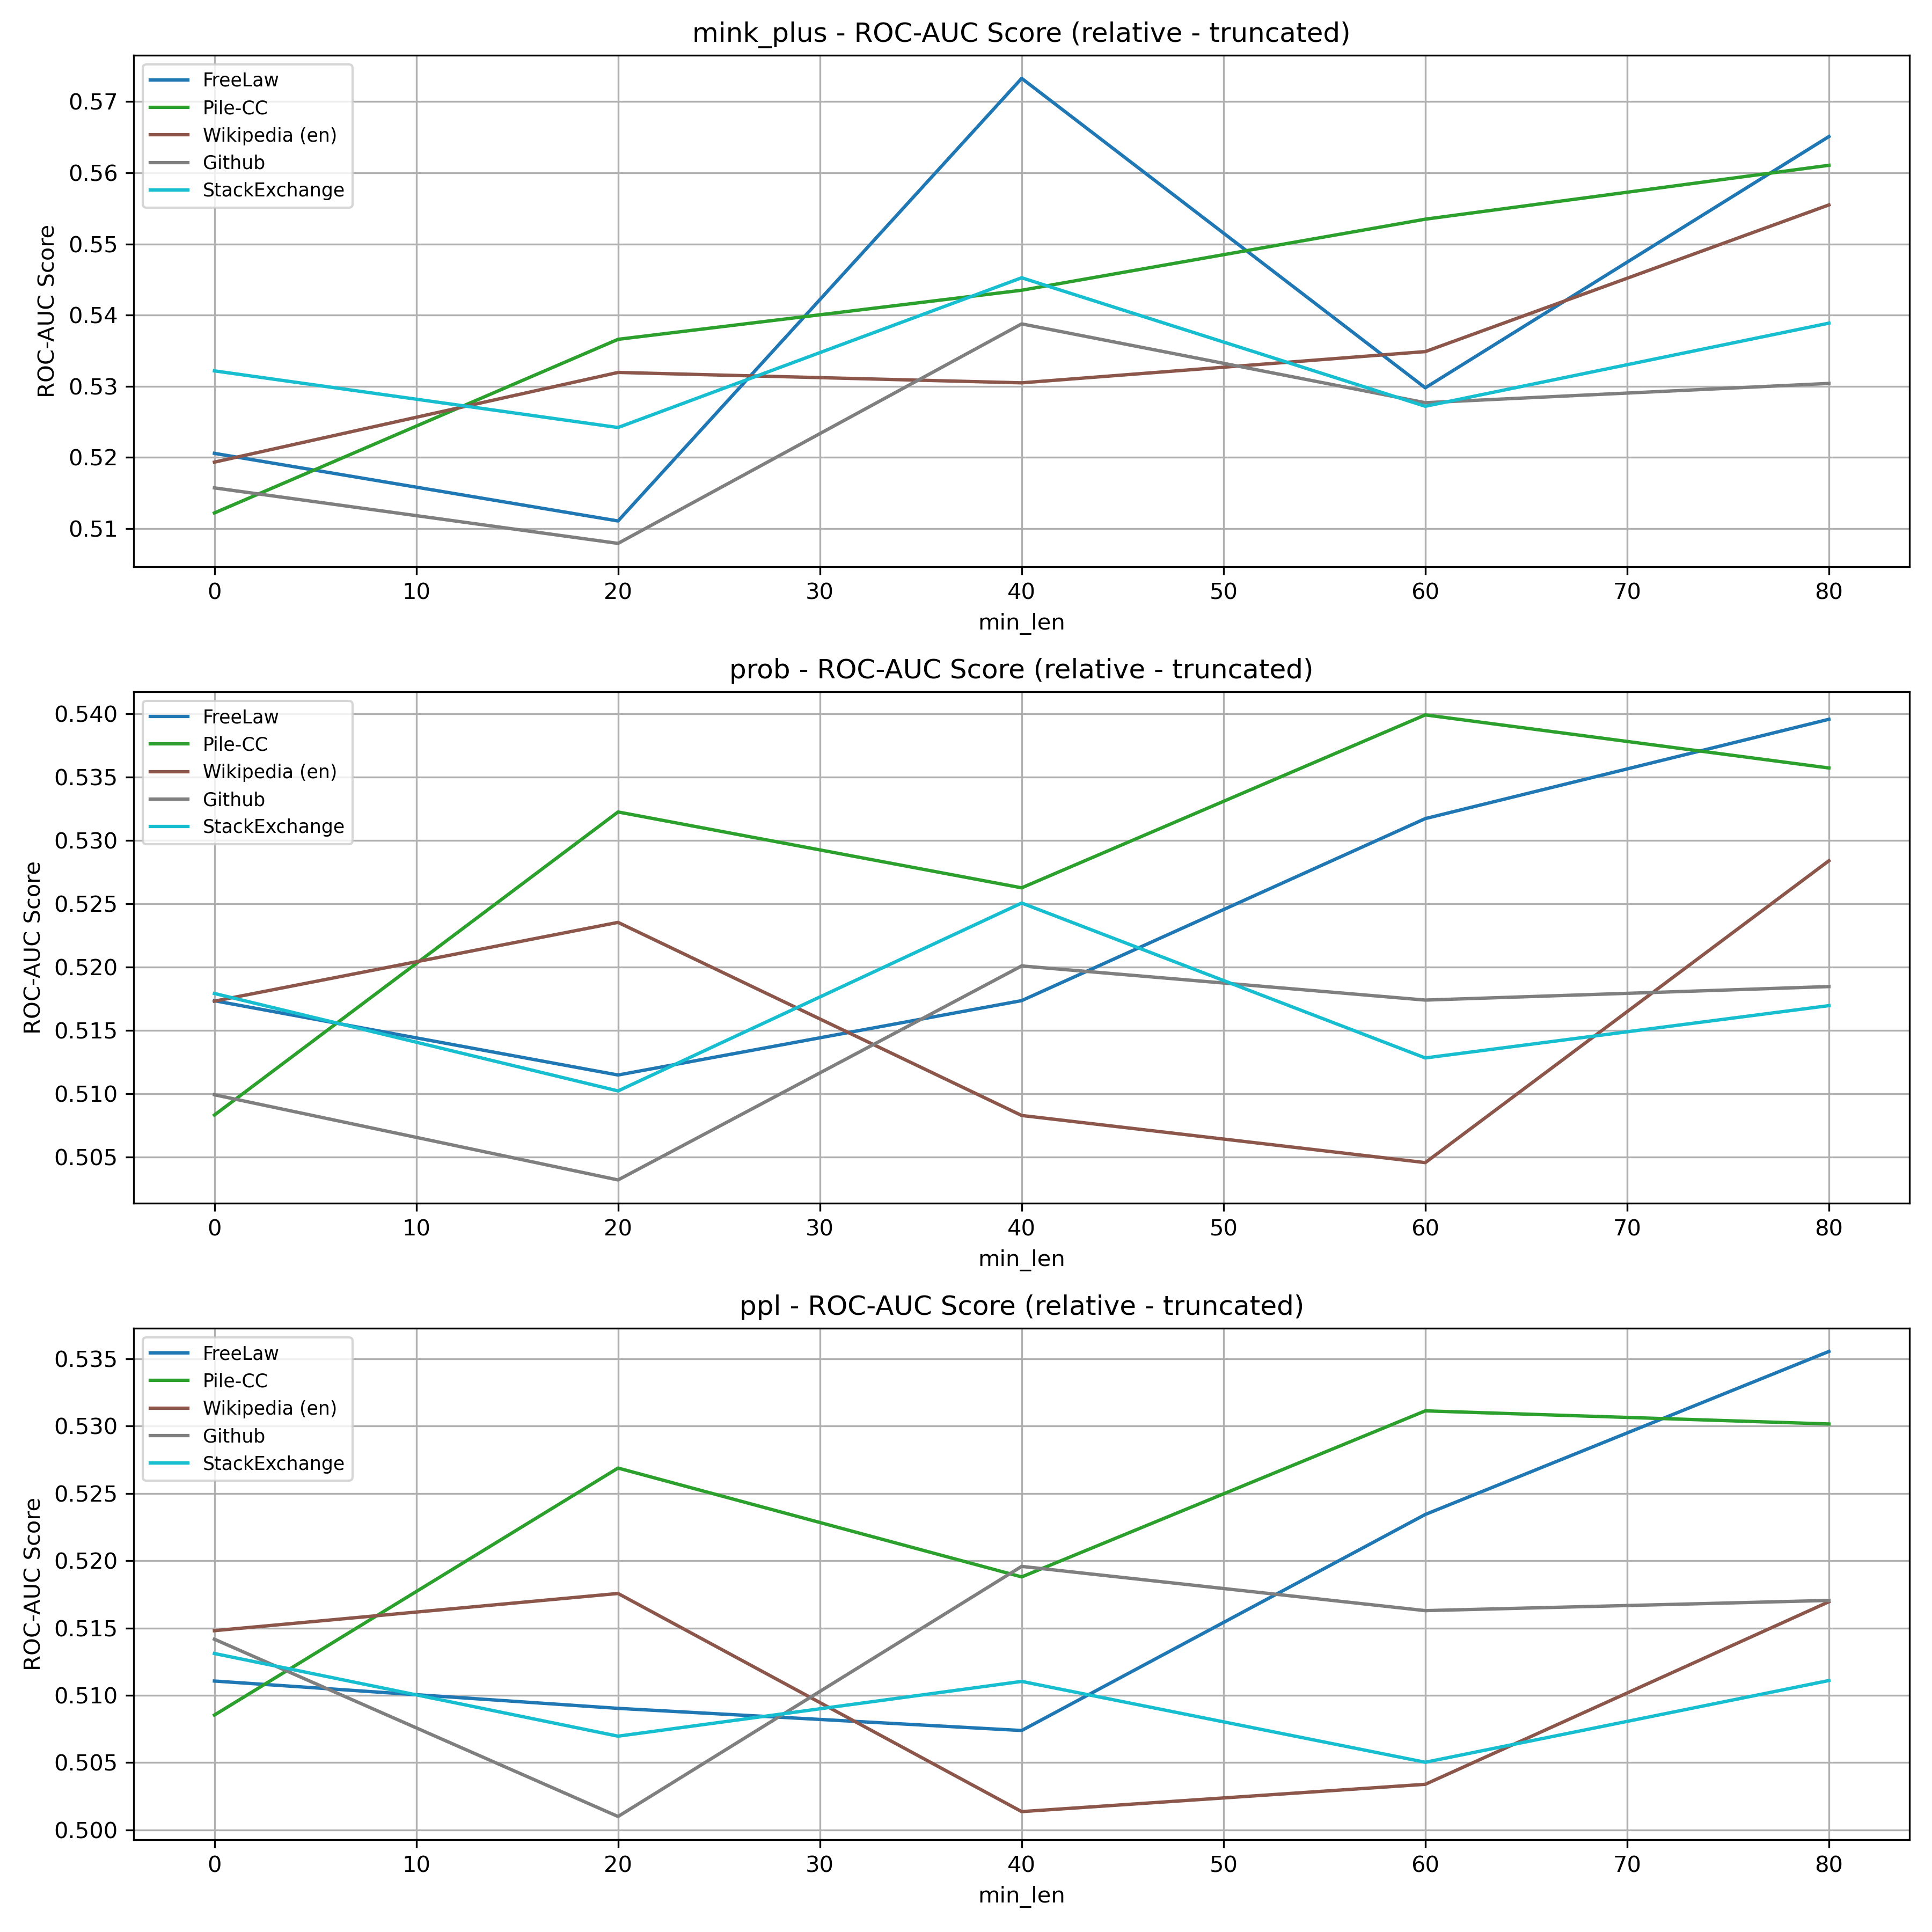 mink_plus - ROC-AUC Score (relative - truncated)
FreeLaw
Pile-CC
Wikipedia (en)
Github
StackExchange
ROC-AUC Score
0.57
0.56
0.55
0.54
0.53
0.52
0.51
0 10 20 30 40 50 60 70 80
min_len
prob - ROC-AUC Score (relative - truncated)
FreeLaw
Pile-CC
Wikipedia (en)
Github
StackExchange
ROC-AUC Score
0.540
0.535
0.530
0.525
0.520
0.515
0.510
0.505
0 10 20 30 40 50 60 70 80
min_len
ppl - ROC-AUC Score (relative - truncated)
FreeLaw
Pile-CC
Wikipedia (en)
Github
StackExchange
ROC-AUC Score
0.535
0.530
0.525
0.520
0.515
0.510
0.505
0.500
0 10 20 30 40 50 60 70 80
min_len